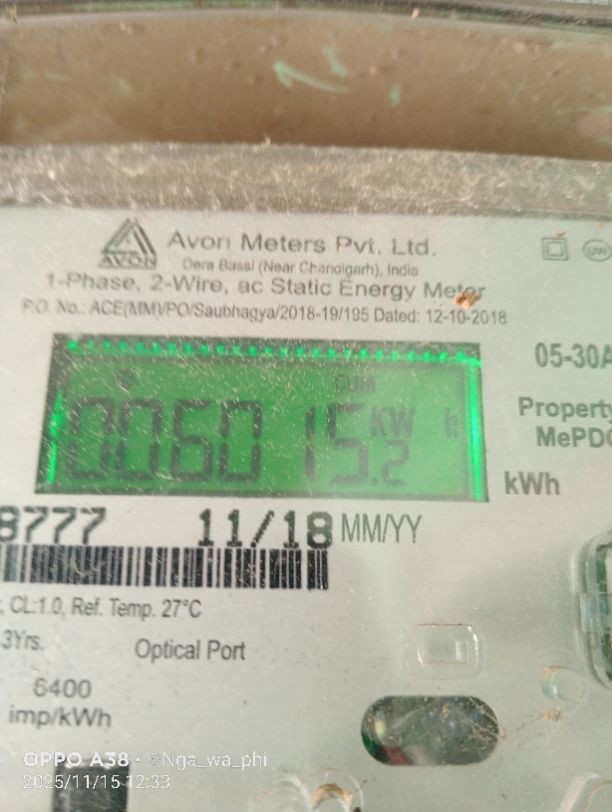 AVON
Avon Meters Pvt. Ltd.
Dera Bassi (Near Chandigarh), India
1-Phase, 2-Wire, ac Static Energy Meter
P.O. No.: ACE(MM)/PO/Saubhagya/2018-19/195 Dated: 12-10-2018
05-30A
CUM
006015.2 KW h
Property
MePDC
kWh
8777 11/18 MM/YY
, CL:1.0, Ref. Temp. 27°C
3Yrs. Optical Port
6400
imp/kWh
OPPO A38 · @Nga_wa_phi
2025/11/15 12:33